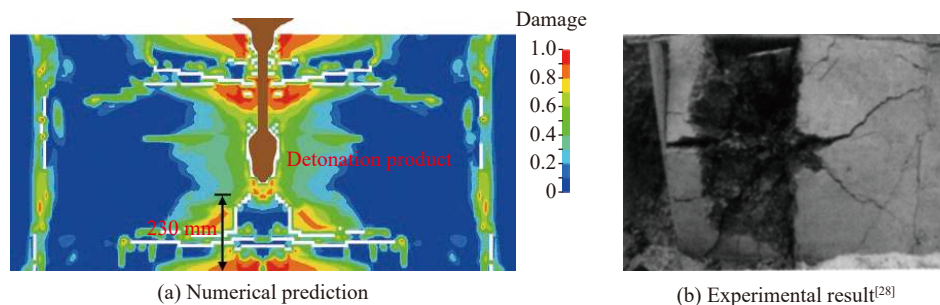 Damage
1.0
0.8
0.6
0.4
0.2
0
Detonation product
230 mm
(a) Numerical prediction
(b) Experimental result[28]